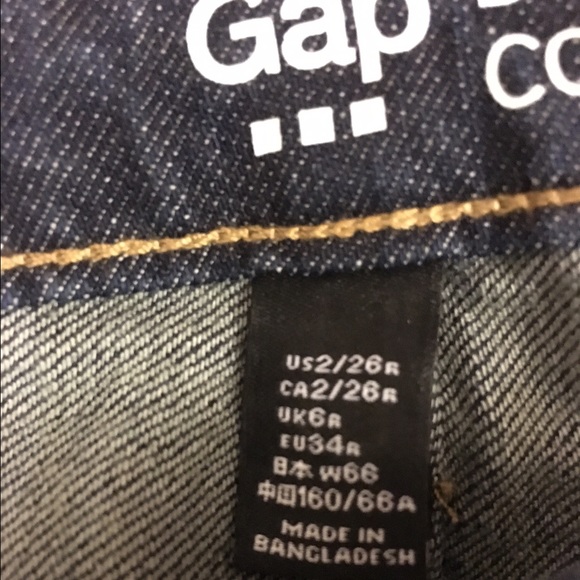 Gap
CO
US2/26R
CA2/26R
UK6R
EU34R
日本 W66
中国160/66A
MADE IN
BANGLADESH